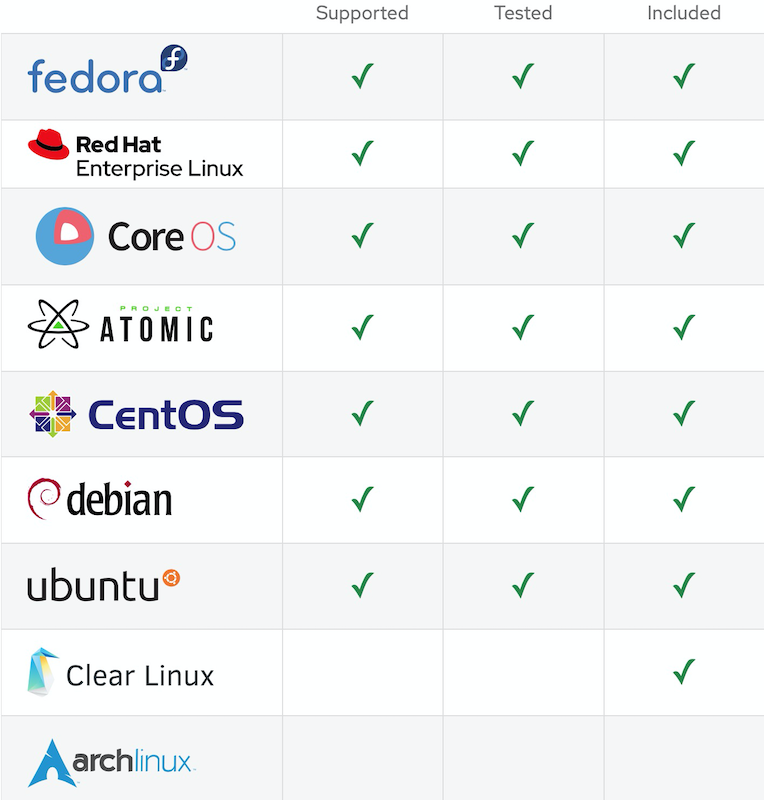 Supported Tested Included
fedora
Red Hat
Enterprise Linux
Core OS
PROJECT
ATOMIC
CentOS
debian
ubuntu
Clear Linux
archlinux